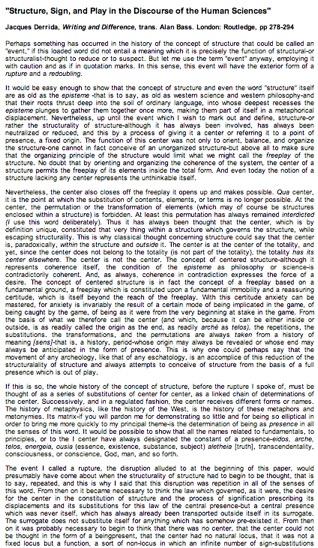 "Structure, Sign, and Play in the Discourse of the Human Sciences"
Jacques Derrida, Writing and Difference, trans. Alan Bass. London: Routledge, pp 278-294
Perhaps something has occurred in the history of the concept of structure that could be called an
"event," if this loaded word did not entail a meaning which it is precisely the function of structural-or
structuralist-thought to reduce or to suspect. But let me use the term "event" anyway, employing it
with caution and as if in quotation marks. In this sense, this event will have the exterior form of a
rupture and a redoubling.
It would be easy enough to show that the concept of structure and even the word "structure" itself
are as old as the episteme -that is to say, as old as western science and western philosophy-and
that their roots thrust deep into the soil of ordinary language, into whose deepest recesses the
episteme plunges to gather them together once more, making them part of itself in a metaphorical
displacement. Nevertheless, up until the event which I wish to mark out and define, structure-or
rather the structurality of structure-although it has always been involved, has always been
neutralized or reduced, and this by a process of giving it a center or referring it to a point of
presence, a fixed origin. The function of this center was not only to orient, balance, and organize
the structure-one cannot in fact conceive of an unorganized structure-but above all to make sure
that the organizing principle of the structure would limit what we might call the freeplay of the
structure. No doubt that by orienting and organizing the coherence of the system, the center of a
structure permits the freeplay of its elements inside the total form. And even today the notion of a
structure lacking any center represents the unthinkable itself.
Nevertheless, the center also closes off the freeplay it opens up and makes possible. Qua center,
it is the point at which the substitution of contents, elements, or terms is no longer possible. At the
center, the permutation or the transformation of elements (which may of course be structures
enclosed within a structure) is forbidden. At least this permutation has always remained interdicted
(I use this word deliberately). Thus it has always been thought that the center, which is by
definition unique, constituted that very thing within a structure which governs the structure, while
escaping structurality. This is why classical thought concerning structure could say that the center
is, paradoxically, within the structure and outside it. The center is at the center of the totality, and
yet, since the center does not belong to the totality (is not part of the totality), the totality has its
center elsewhere. The center is not the center. The concept of centered structure-although it
represents coherence itself, the condition of the episteme as philosophy or science-is
contradictorily coherent. And, as always, coherence in contradiction expresses the force of a
desire. The concept of centered structure is in fact the concept of a freeplay based on a
fundamental ground, a freeplay which is constituted upon a fundamental immobility and a reassuring
certitude, which is itself beyond the reach of the freeplay. With this certitude anxiety can be
mastered, for anxiety is invariably the result of a certain mode of being implicated in the game, of
being caught by the game, of being as it were from the very beginning at stake in the game. From
the basis of what we therefore call the center (and which, because it can be either inside or
outside, is as readily called the origin as the end, as readily arché as telos), the repetitions, the
substitutions, the transformations, and the permutations are always taken from a history of
meaning [sens]-that is, a history, period-whose origin may always be revealed or whose end may
always be anticipated in the form of presence. This is why one could perhaps say that the
movement of any archeology, like that of any eschatology, is an accomplice of this reduction of the
structurality of structure and always attempts to conceive of structure from the basis of a full
presence which is out of play.
If this is so, the whole history of the concept of structure, before the rupture I spoke of, must be
thought of as a series of substitutions of center for center, as a linked chain of determinations of
the center. Successively, and in a regulated fashion, the center receives different forms or names.
The history of metaphysics, like the history of the West, is the history of these metaphors and
metonymies. Its matrix-if you will pardon me for demonstrating so little and for being so elliptical in
order to bring me more quickly to my principal theme-is the determination of being as presence in all
the senses of this word. It would be possible to show that all the names related to fundamentals, to
principles, or to the center have always designated the constant of a presence-eidos, arche,
telos, energeia, ousia (essence, existence, substance, subject) aletheia [truth], transcendentality,
consciousness, or conscience, God, man, and so forth.
The event I called a rupture, the disruption alluded to at the beginning of this paper, would
presumably have come about when the structurality of structure had to begin to be thought, that is
to say, repeated, and this is why I said that this disruption was repetition in all of the senses of
this word. From then on it became necessary to think the law which governed, as it were, the desire
for the center in the constitution of structure and the process of signification prescribing its
displacements and its substitutions for this law of the central presence-but a central presence
which was never itself, which has always already been transported outside itself in its surrogate.
The surrogate does not substitute itself for anything which has somehow pre-existed it. From then
on it was probably necessary to begin to think that there was no center, that the center could not
be thought in the form of a beingpresent, that the center had no natural locus, that it was not a
fixed locus but a function, a sort of non-locus in which an infinite number of sign-substitutions